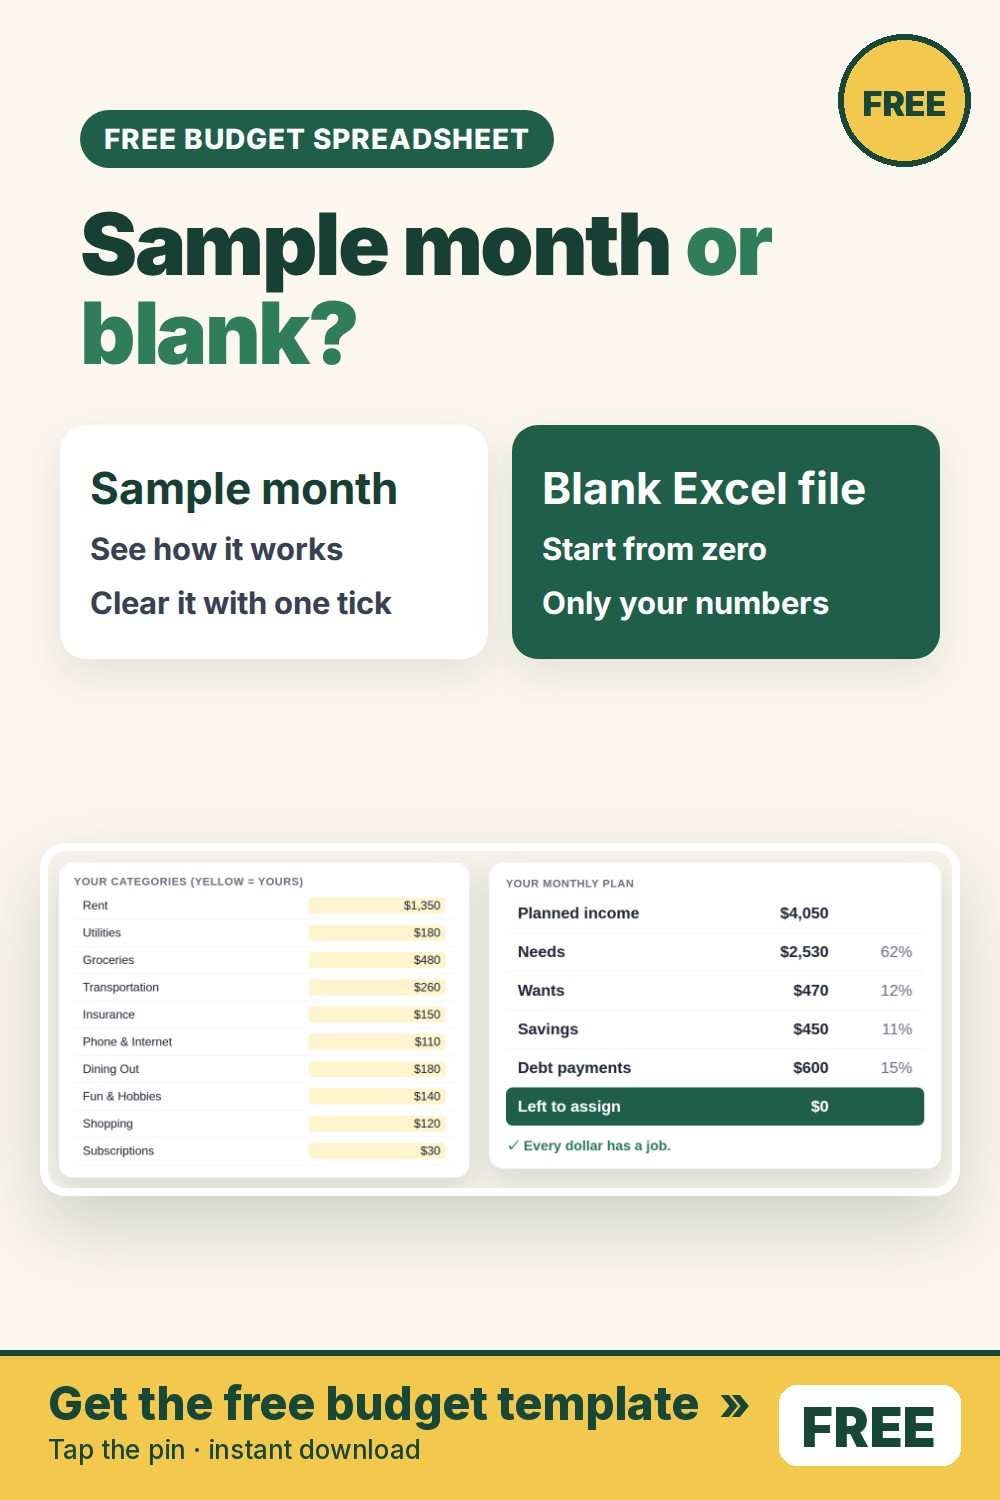 FREE
FREE BUDGET SPREADSHEET
Sample month or
blank?
Sample month
See how it works
Clear it with one tick
Blank Excel file
Start from zero
Only your numbers
YOUR CATEGORIES (YELLOW = YOURS)
Rent $1,350
Utilities $180
Groceries $480
Transportation $260
Insurance $150
Phone & Internet $110
Dining Out $180
Fun & Hobbies $140
Shopping $120
Subscriptions $30
YOUR MONTHLY PLAN
Planned income $4,050
Needs $2,530 62%
Wants $470 12%
Savings $450 11%
Debt payments $600 15%
Left to assign $0
✓ Every dollar has a job.
Get the free budget template »
Tap the pin · instant download
FREE